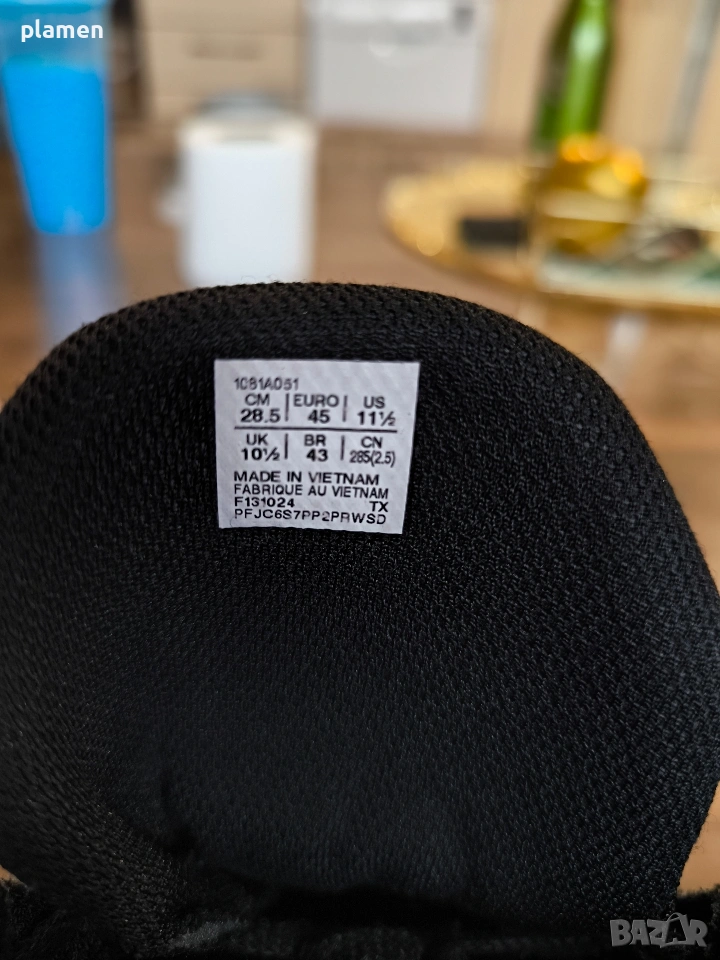 plamen
1081A051
CM | EURO | US
28.5 | 45 | 11½
UK | BR | CN
10½ | 43 | 285(2.5)
MADE IN VIETNAM
FABRIQUE AU VIETNAM
F131024 TX
PFJC6S7PP2PRWSD
BAZAR